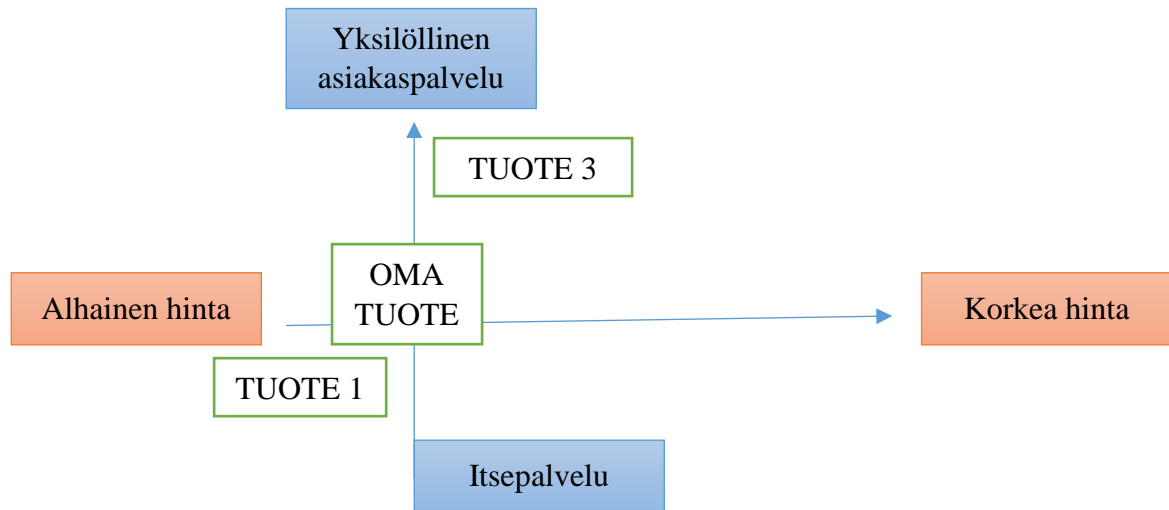 Yksilöllinen
asiakaspalvelu
TUOTE 3
OMA
TUOTE
Alhainen hinta
Korkea hinta
TUOTE 1
Itsepalvelu